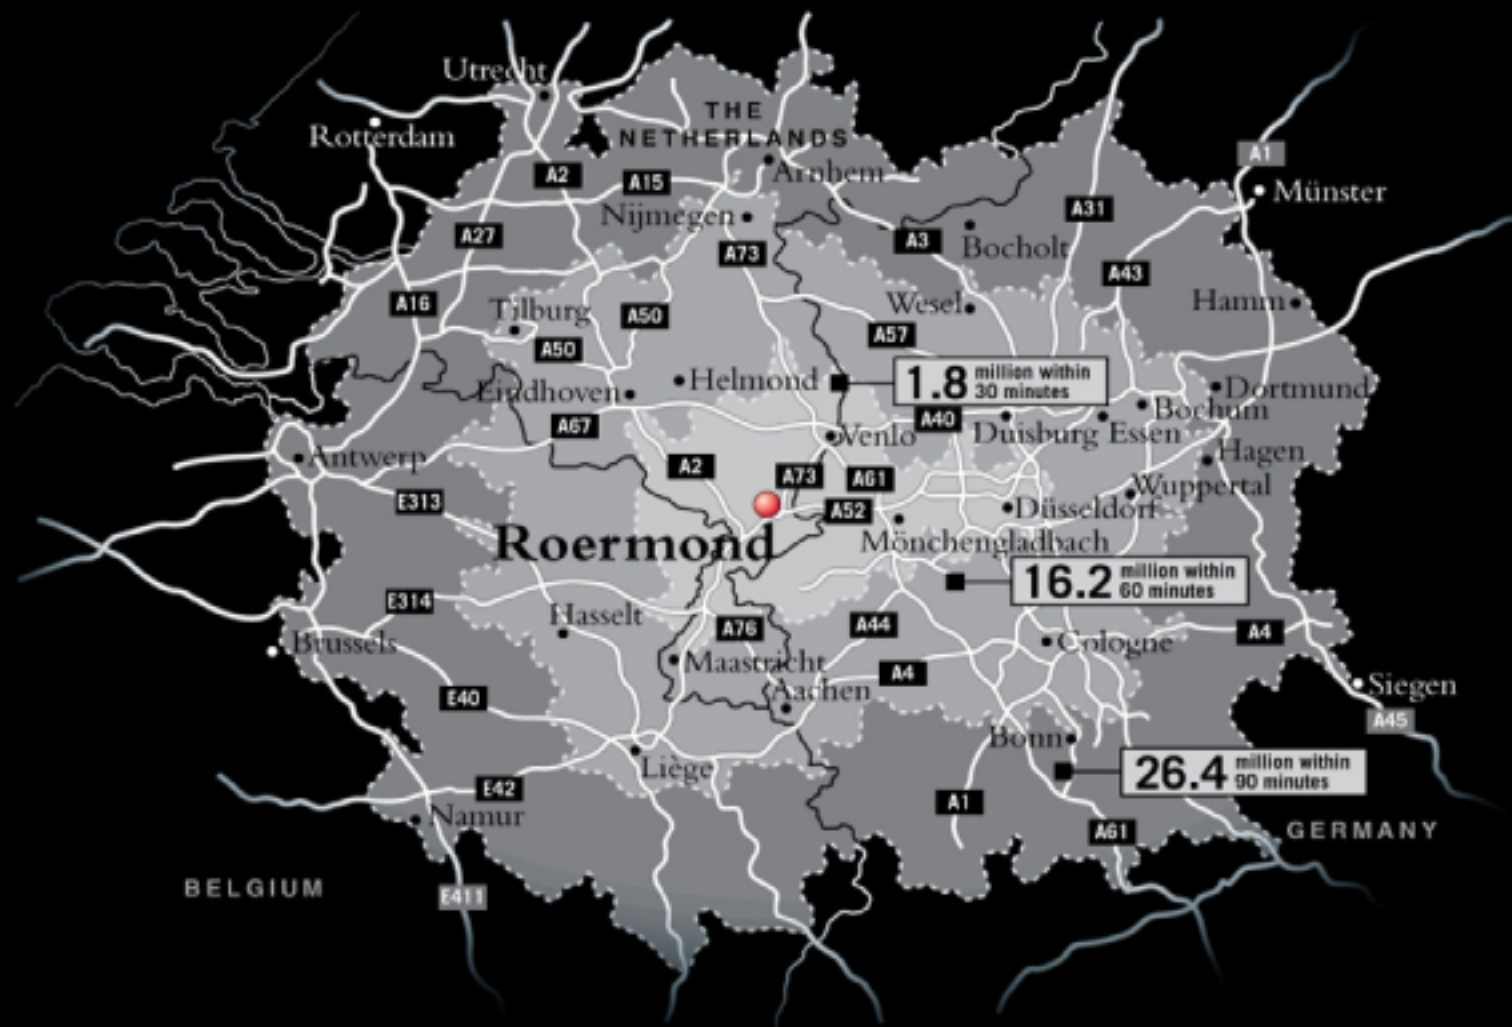 Utrecht
THE
NETHERLANDS
Rotterdam
A1
A2
A15
Arnhem
Münster
Nijmegen
A31
A27
A3
Bocholt
A73
A43
A16
Tilburg
A50
Wesel
Hamm
A57
A50
1.8 million within
30 minutes
Eindhoven
Helmond
Dortmund
Bochum
A67
A40
Duisburg
Essen
Venlo
Antwerp
A2
A73
A61
Hagen
Wuppertal
E313
A52
Düsseldorf
Roermond
Mönchengladbach
16.2 million within
60 minutes
E314
Hasselt
A76
A44
A4
Brussels
Cologne
Maastricht
A4
E40
Aachen
Siegen
A45
Bonn
Liège
26.4 million within
90 minutes
E42
A1
Namur
A61
GERMANY
BELGIUM
E411